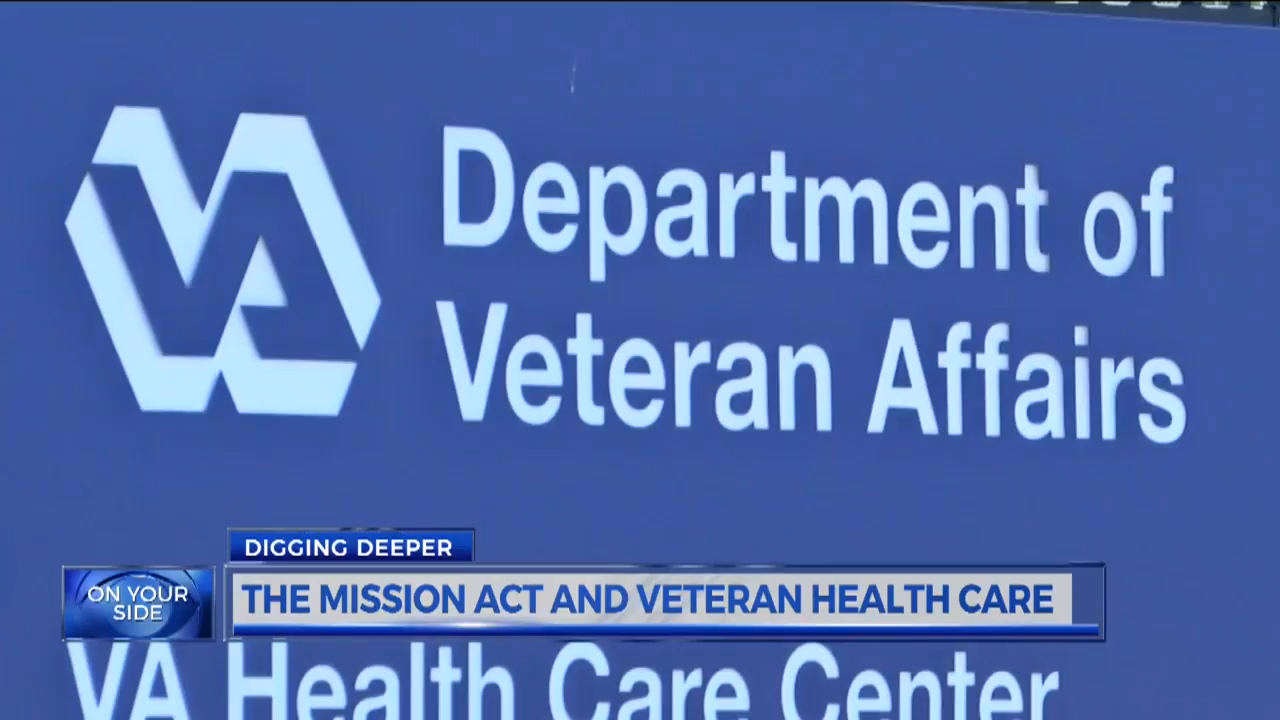 VA
Department of
Veteran Affairs
DIGGING DEEPER
ON YOUR
SIDE
THE MISSION ACT AND VETERAN HEALTH CARE
VA Health Care Center